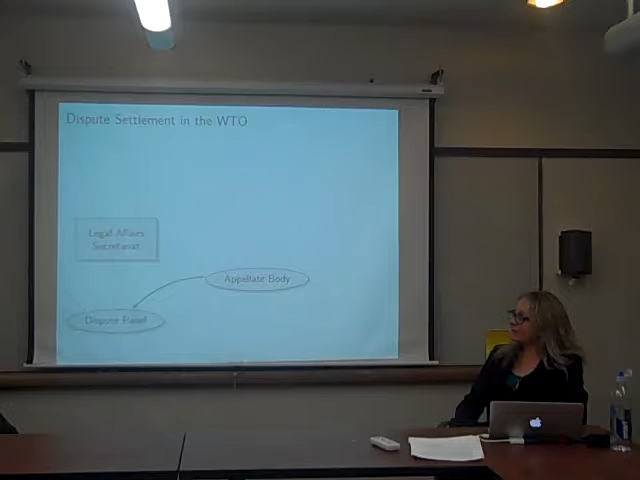 Dispute Settlement in the WTO
Legal Affairs
Secretariat
Appellate Body
Dispute Panel